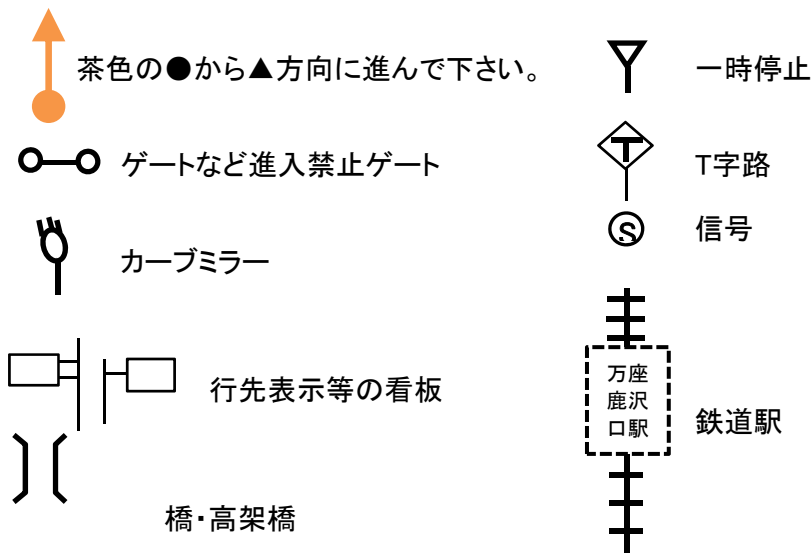 茶色の●から▲方向に進んで下さい。
一時停止
ゲートなど進入禁止ゲート
T
T字路
S
信号
カーブミラー
行先表示等の看板
万座
鹿沢
口駅
鉄道駅
橋・高架橋